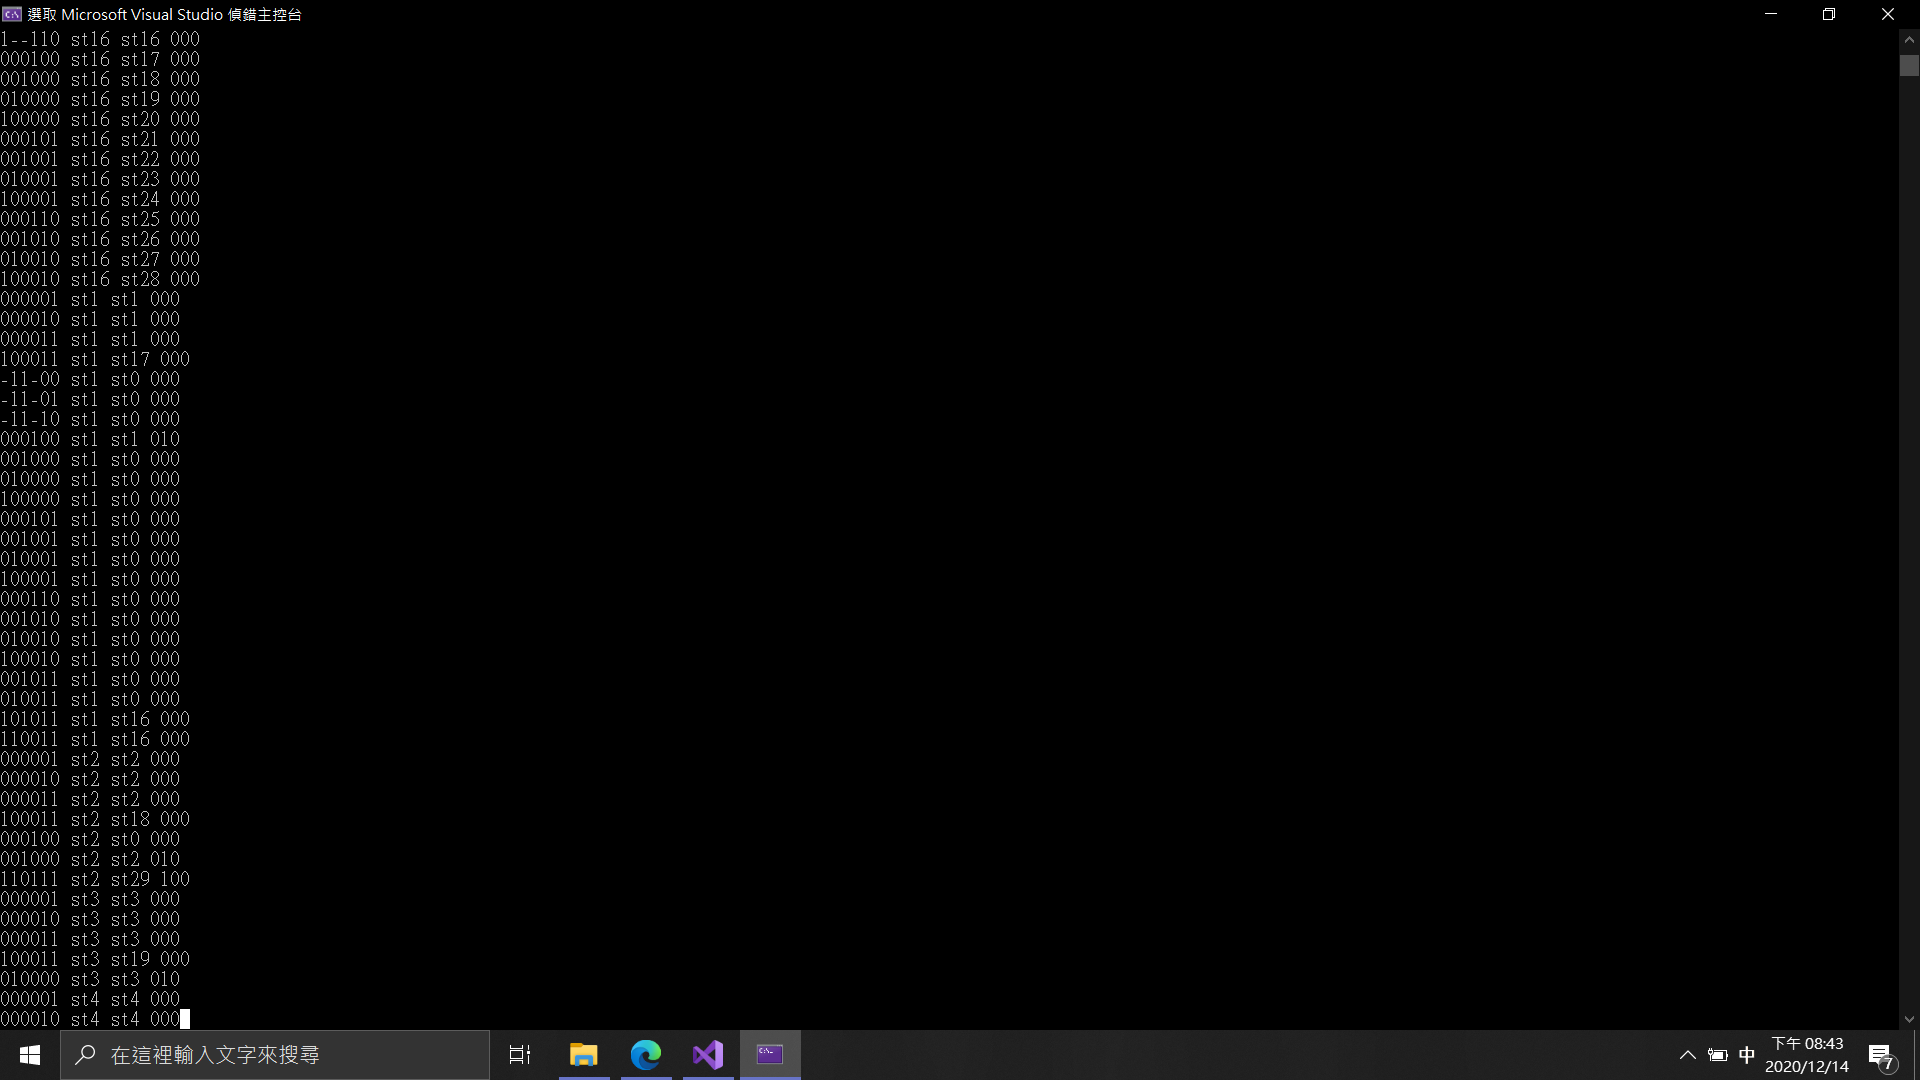 選取 Microsoft Visual Studio 偵錯主控台
1--110 st16 st16 000
000100 st16 st17 000
001000 st16 st18 000
010000 st16 st19 000
100000 st16 st20 000
000101 st16 st21 000
001001 st16 st22 000
010001 st16 st23 000
100001 st16 st24 000
000110 st16 st25 000
001010 st16 st26 000
010010 st16 st27 000
100010 st16 st28 000
000001 st1 st1 000
000010 st1 st1 000
000011 st1 st1 000
100011 st1 st17 000
-11-00 st1 st0 000
-11-01 st1 st0 000
-11-10 st1 st0 000
000100 st1 st1 010
001000 st1 st0 000
010000 st1 st0 000
100000 st1 st0 000
000101 st1 st0 000
001001 st1 st0 000
010001 st1 st0 000
100001 st1 st0 000
000110 st1 st0 000
001010 st1 st0 000
010010 st1 st0 000
100010 st1 st0 000
001011 st1 st0 000
010011 st1 st0 000
101011 st1 st16 000
110011 st1 st16 000
000001 st2 st2 000
000010 st2 st2 000
000011 st2 st2 000
100011 st2 st18 000
000100 st2 st0 000
001000 st2 st2 010
110111 st2 st29 100
000001 st3 st3 000
000010 st3 st3 000
000011 st3 st3 000
100011 st3 st19 000
010000 st3 st3 010
000001 st4 st4 000
000010 st4 st4 000
在這裡輸入文字來搜尋
中
下午 08:43
2020/12/14
7